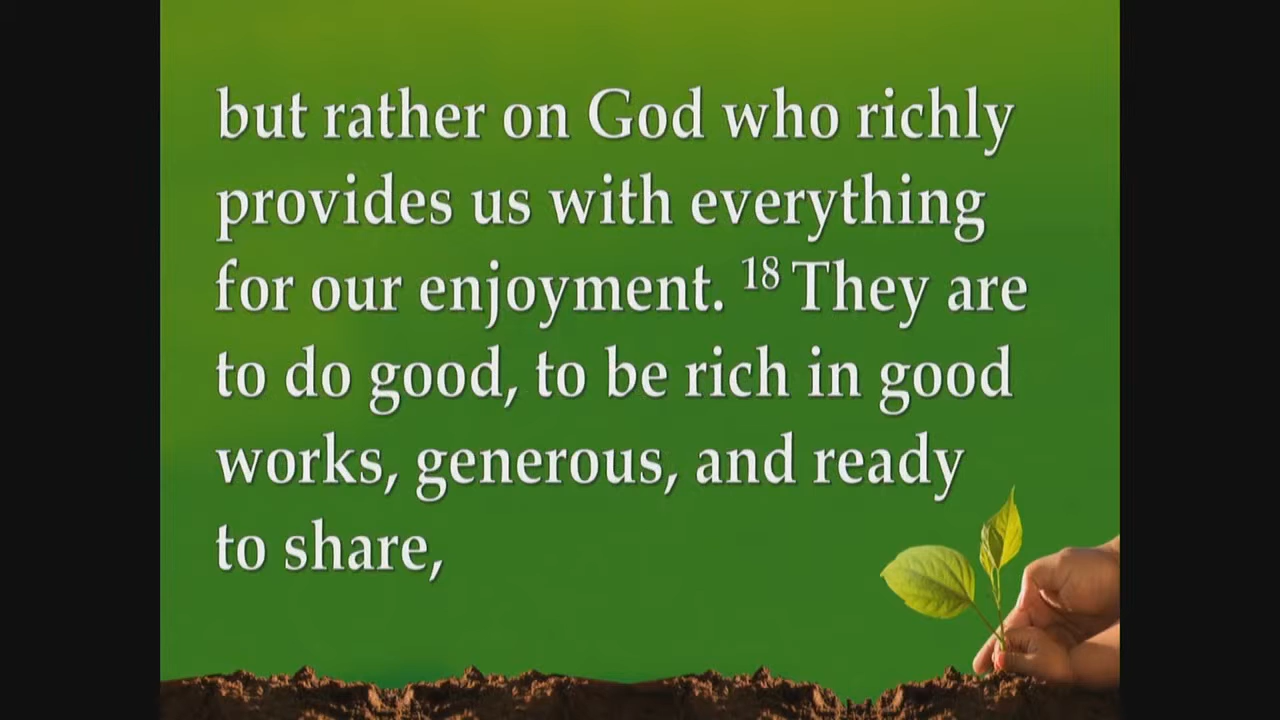 but rather on God who richly
provides us with everything
for our enjoyment. 18 They are
to do good, to be rich in good
works, generous, and ready
to share,